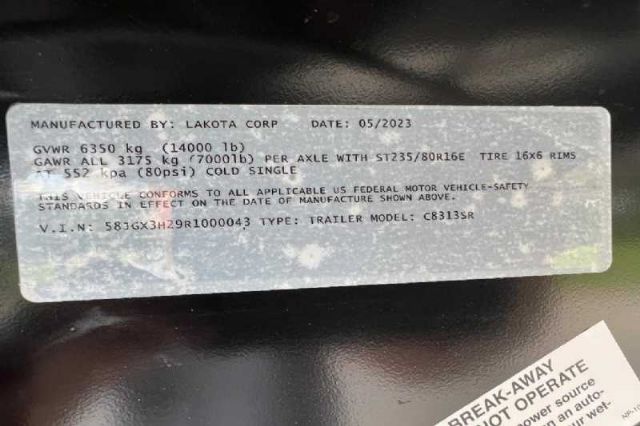 MANUFACTURED BY: LAKOTA CORP DATE: 05/2023
GVWR 6350 kg (14000 lb)
GAWR ALL 3175 kg (7000lb) PER AXLE WITH ST235/80R16E TIRE 16x6 RIMS
AT 552 kpa (80psi) COLD SINGLE
THIS VEHICLE CONFORMS TO ALL APPLICABLE US FEDERAL MOTOR VEHICLE-SAFETY
STANDARDS IN EFFECT ON THE DATE OF MANUFACTURE SHOWN ABOVE.
V.I.N: 58JGX3H29R1000043 TYPE: TRAILER MODEL: C8313SR
BREAK-AWAY
NOT OPERATE
power source
an auto-
wet-